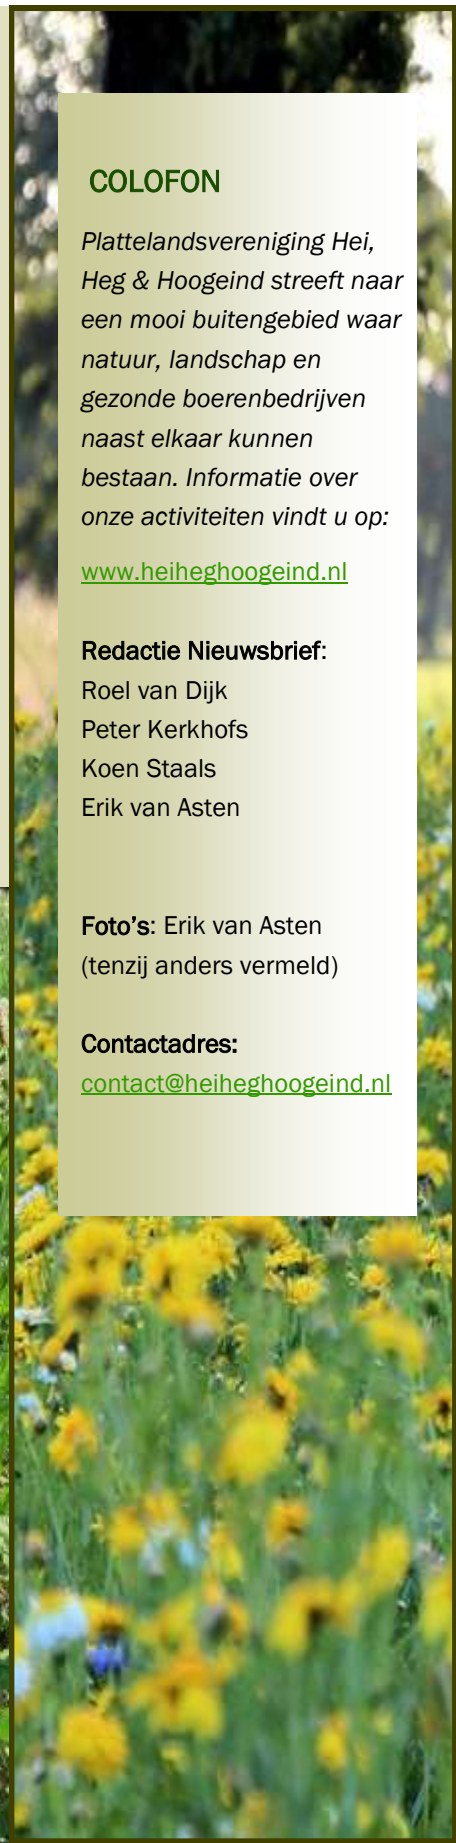 COLOFON
Plattelandsvereniging Hei,
Heg & Hoogeind streeft naar
een mooi buitengebied waar
natuur, landschap en
gezonde boerenbedrijven
naast elkaar kunnen
bestaan. Informatie over
onze activiteiten vindt u op:
www.heiheghoogeind.nl
Redactie Nieuwsbrief:
Roel van Dijk
Peter Kerkhofs
Koen Staals
Erik van Asten
Foto’s: Erik van Asten
(tenzij anders vermeld)
Contactadres:
contact@heiheghoogeind.nl